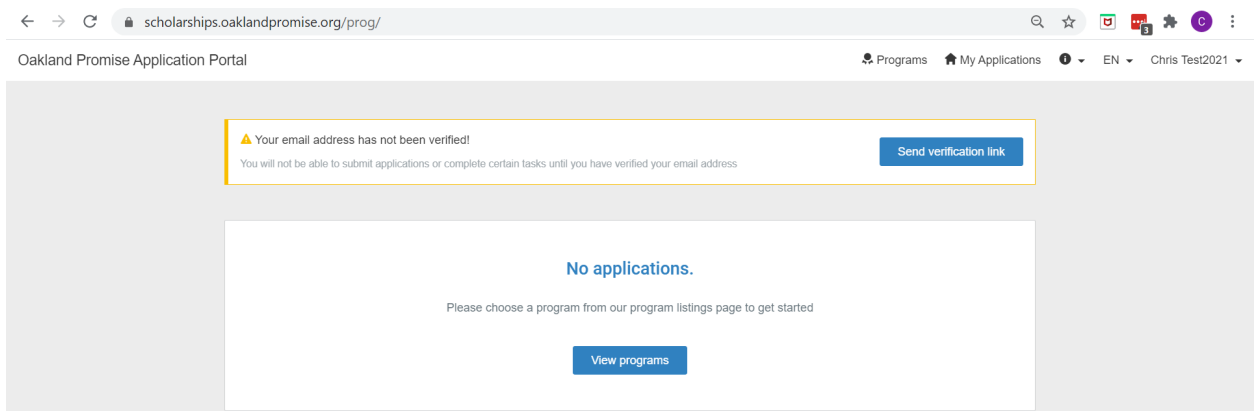 scholarships.oaklandpromise.org/prog/
3
C
Oakland Promise Application Portal
Programs My Applications EN Chris Test2021
Your email address has not been verified!
You will not be able to submit applications or complete certain tasks until you have verified your email address
Send verification link
No applications.
Please choose a program from our program listings page to get started
View programs